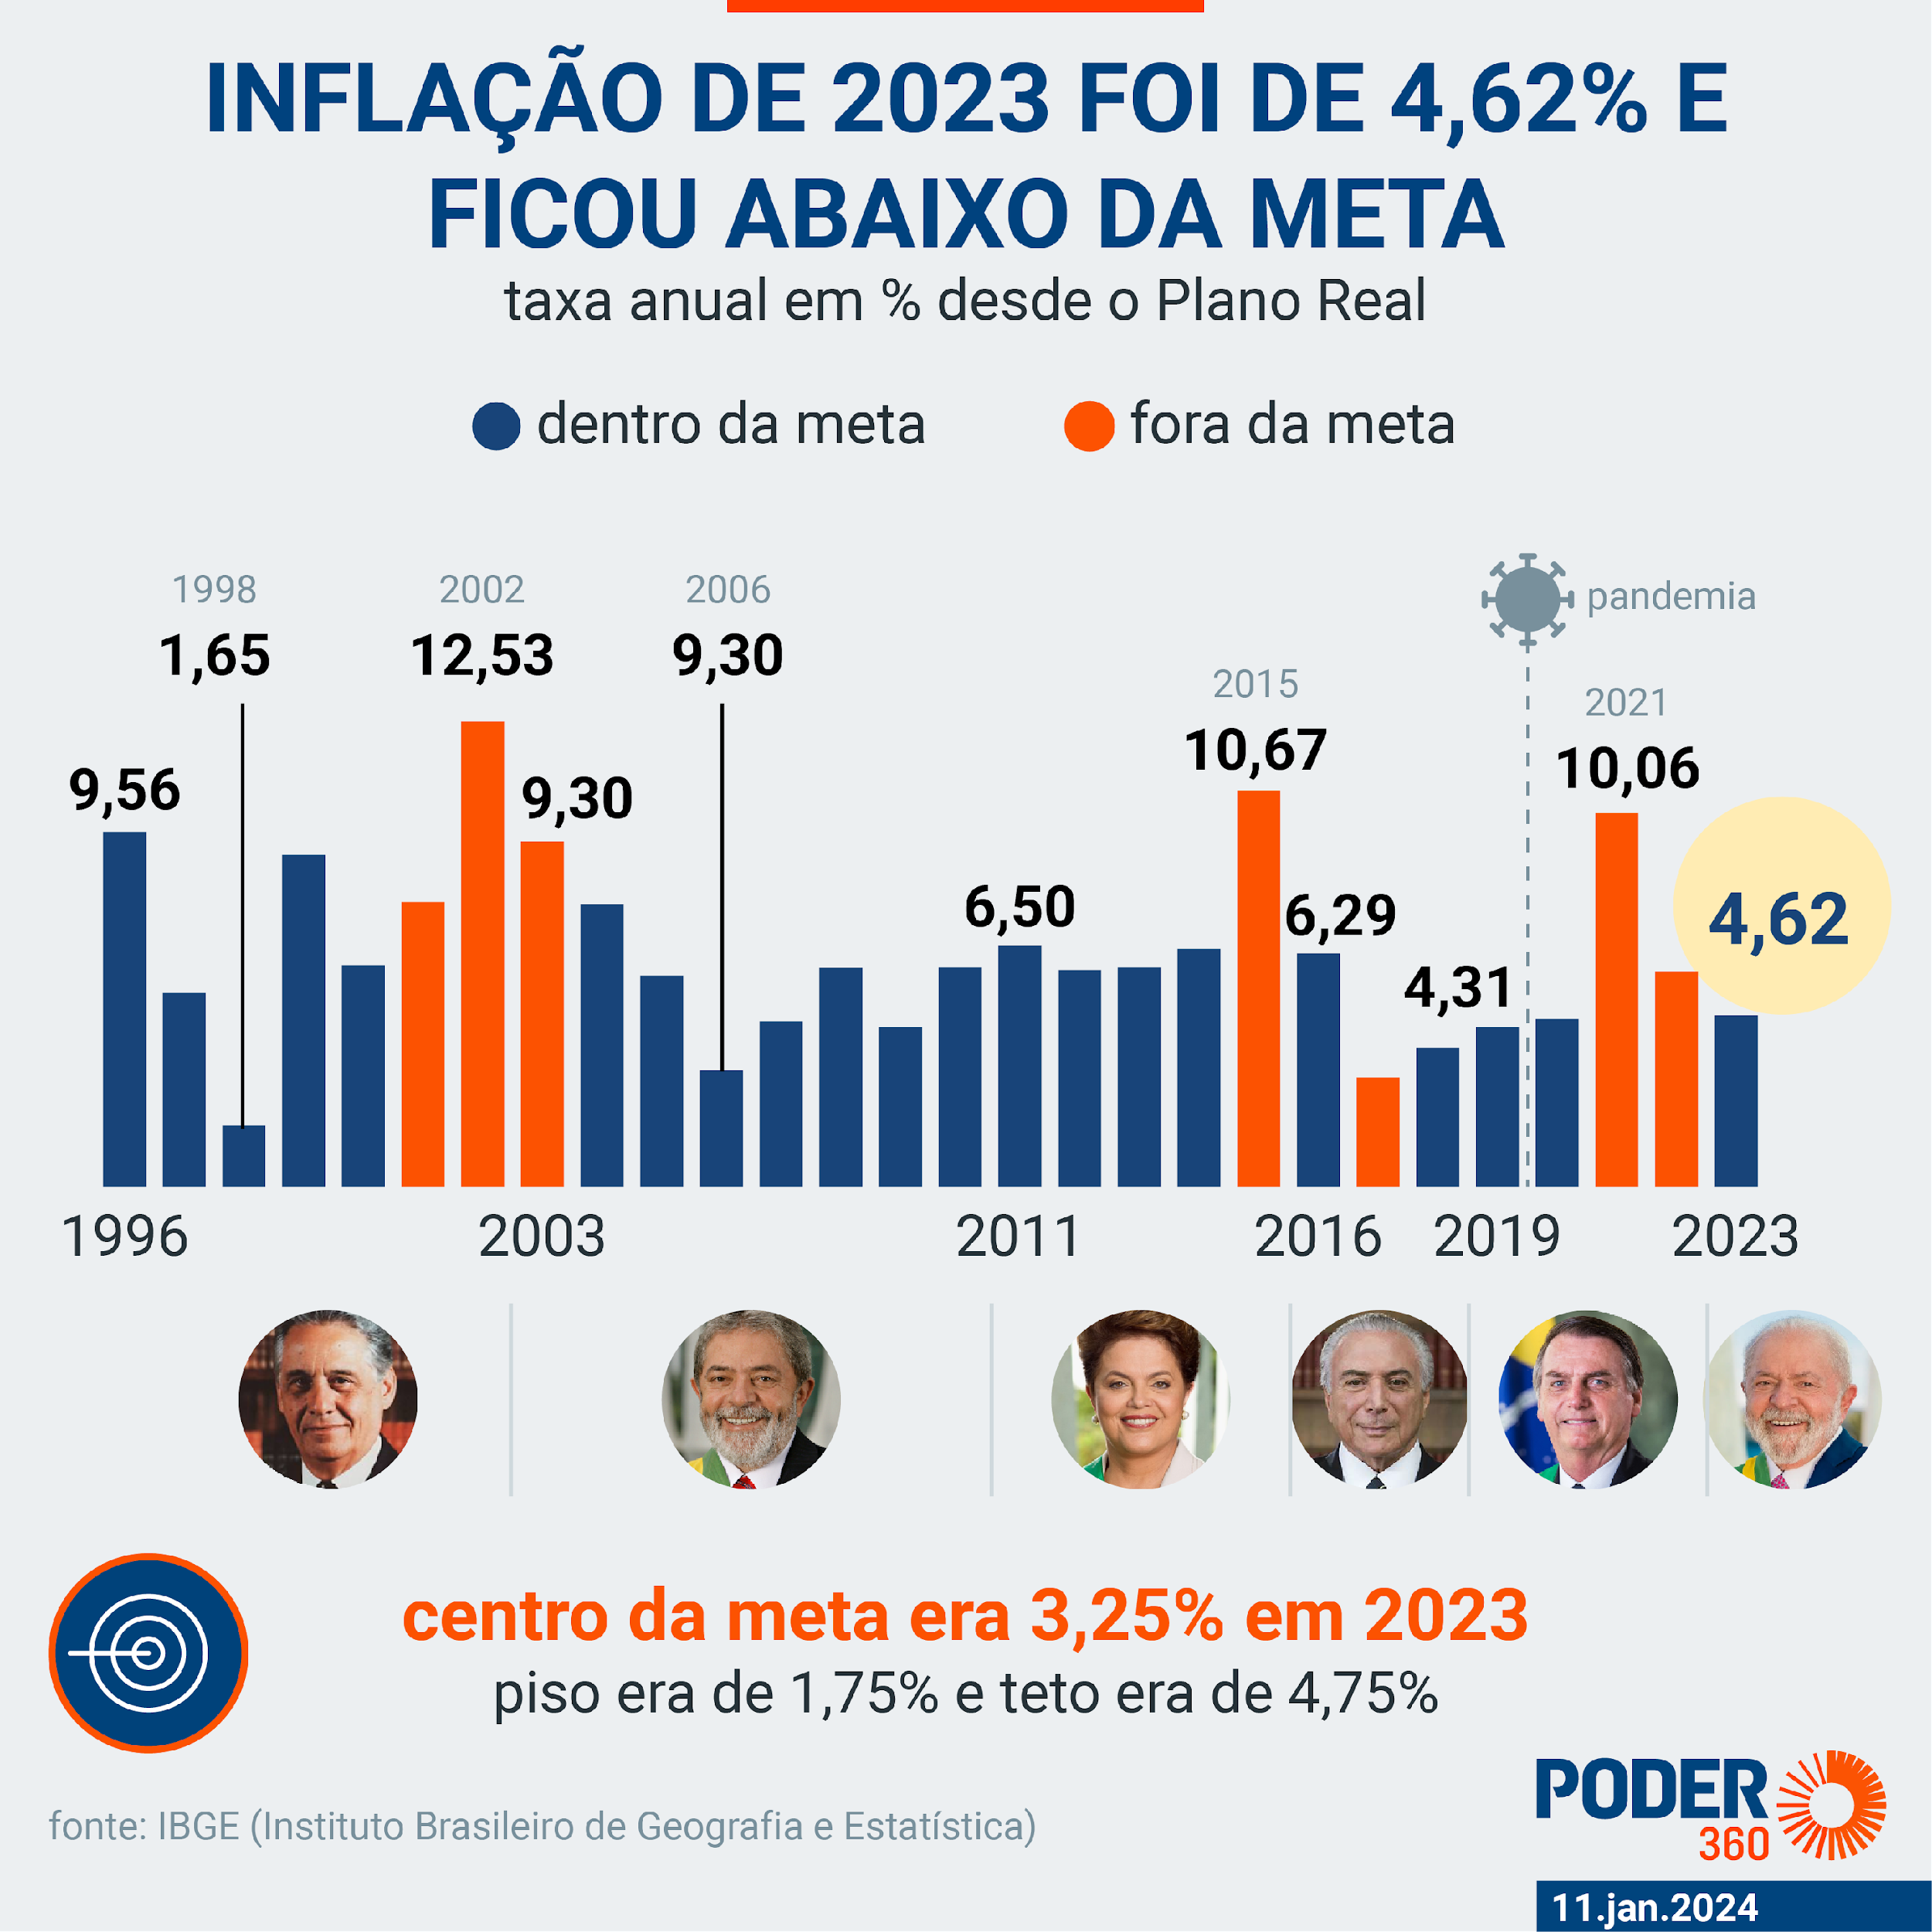 INFLAÇÃO DE 2023 FOI DE 4,62% E
FICOU ABAIXO DA META
taxa anual em % desde o Plano Real
dentro da meta
fora da meta
1998
1,65
2002
12,53
2006
9,30
pandemia
2015
10,67
2021
10,06
9,56
9,30
6,50
6,29
4,31
4,62
1996
2003
2011
2016
2019
2023
centro da meta era 3,25% em 2023
piso era de 1,75% e teto era de 4,75%
fonte: IBGE (Instituto Brasileiro de Geografia e Estatística)
PODER
360
11.jan.2024